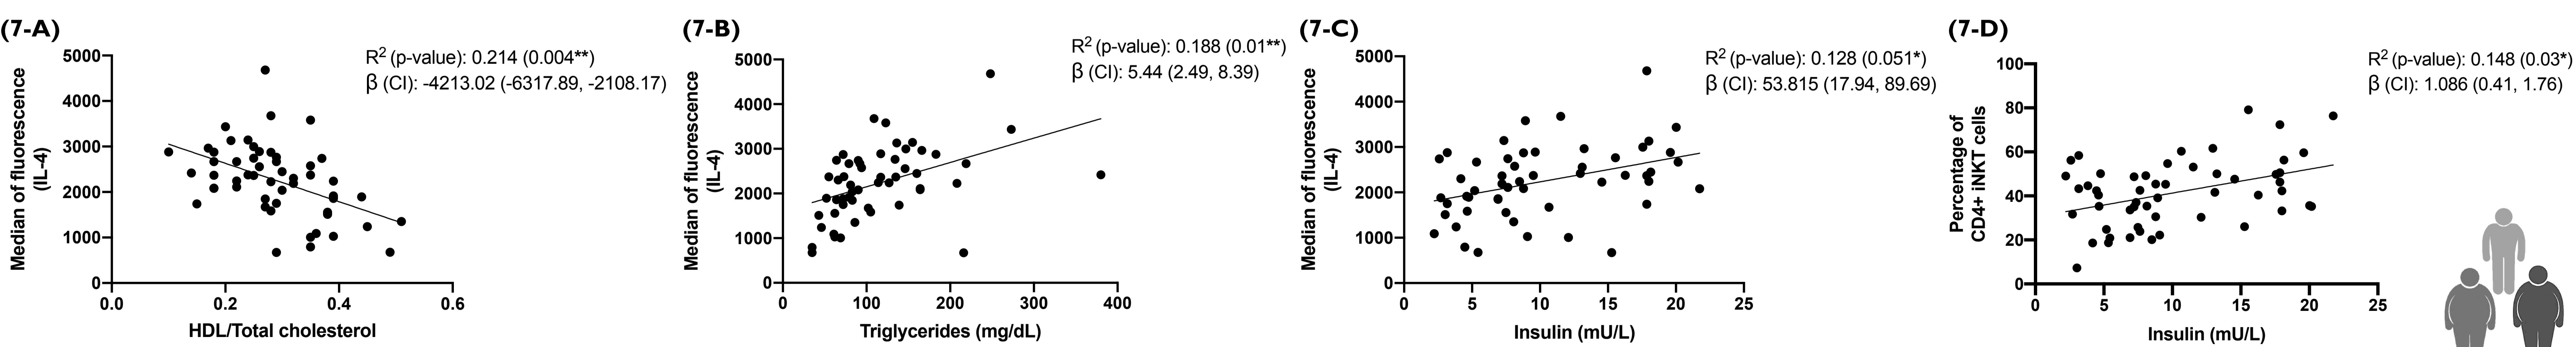 (7-A)
R² (p-value): 0.214 (0.004**)
β (CI): -4213.02 (-6317.89, -2108.17)
Median of fluorescence
(IL-4)
5000
4000
3000
2000
1000
0
0.0 0.2 0.4 0.6
HDL/Total cholesterol
(7-B)
R² (p-value): 0.188 (0.01**)
β (CI): 5.44 (2.49, 8.39)
Median of fluorescence
(IL-4)
5000
4000
3000
2000
1000
0
0 100 200 300 400
Triglycerides (mg/dL)
(7-C)
R² (p-value): 0.128 (0.051*)
β (CI): 53.815 (17.94, 89.69)
Median of fluorescence
(IL-4)
5000
4000
3000
2000
1000
0
0 5 10 15 20 25
Insulin (mU/L)
(7-D)
R² (p-value): 0.148 (0.03*)
β (CI): 1.086 (0.41, 1.76)
Percentage of
CD4+ iNKT cells
100
80
60
40
20
0
0 5 10 15 20 25
Insulin (mU/L)